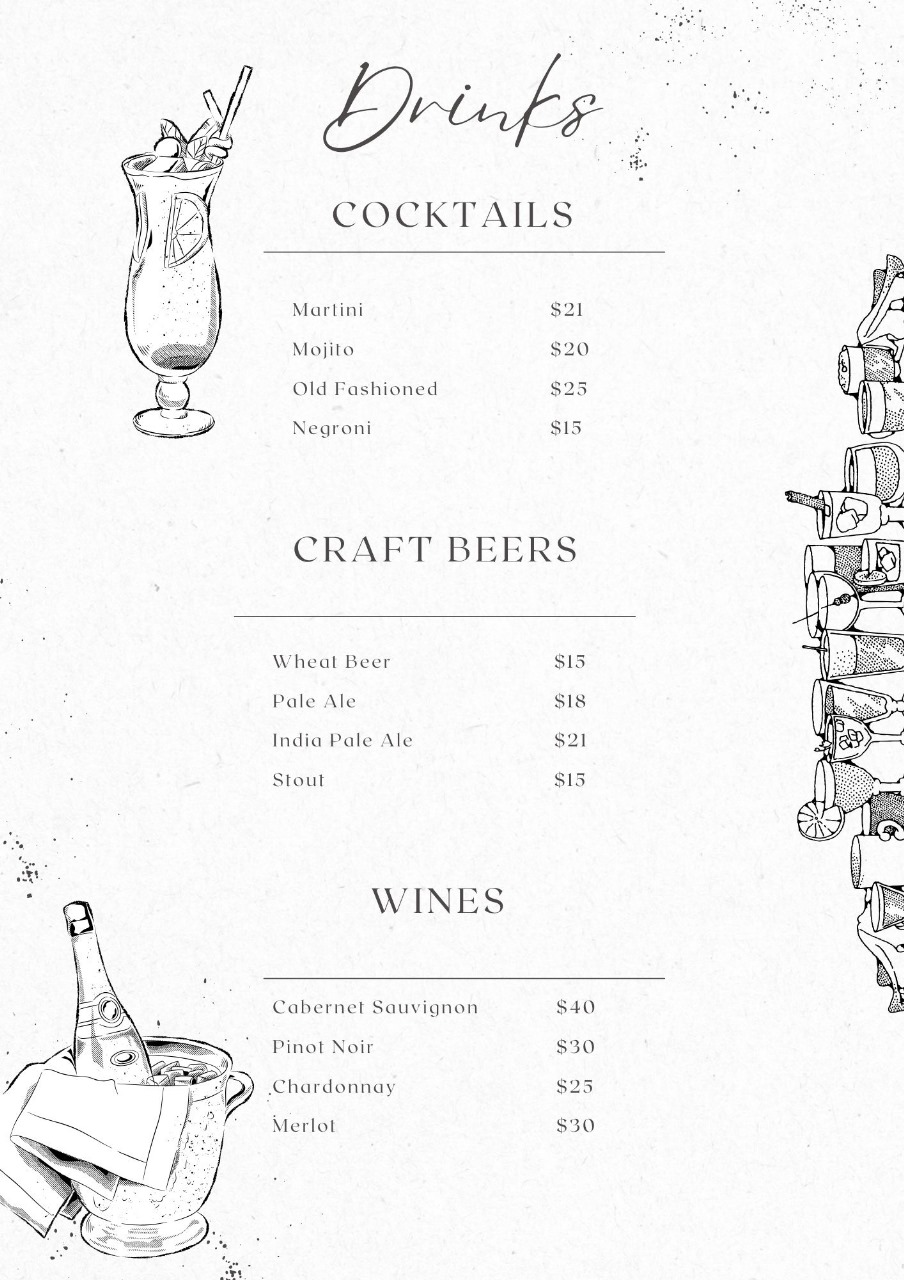 Drinks
COCKTAILS
Martini $21
Mojito $20
Old Fashioned $25
Negroni $15
CRAFT BEERS
Wheat Beer $15
Pale Ale $18
India Pale Ale $21
Stout $15
WINES
Cabernet Sauvignon $40
Pinot Noir $30
Chardonnay $25
Merlot $30